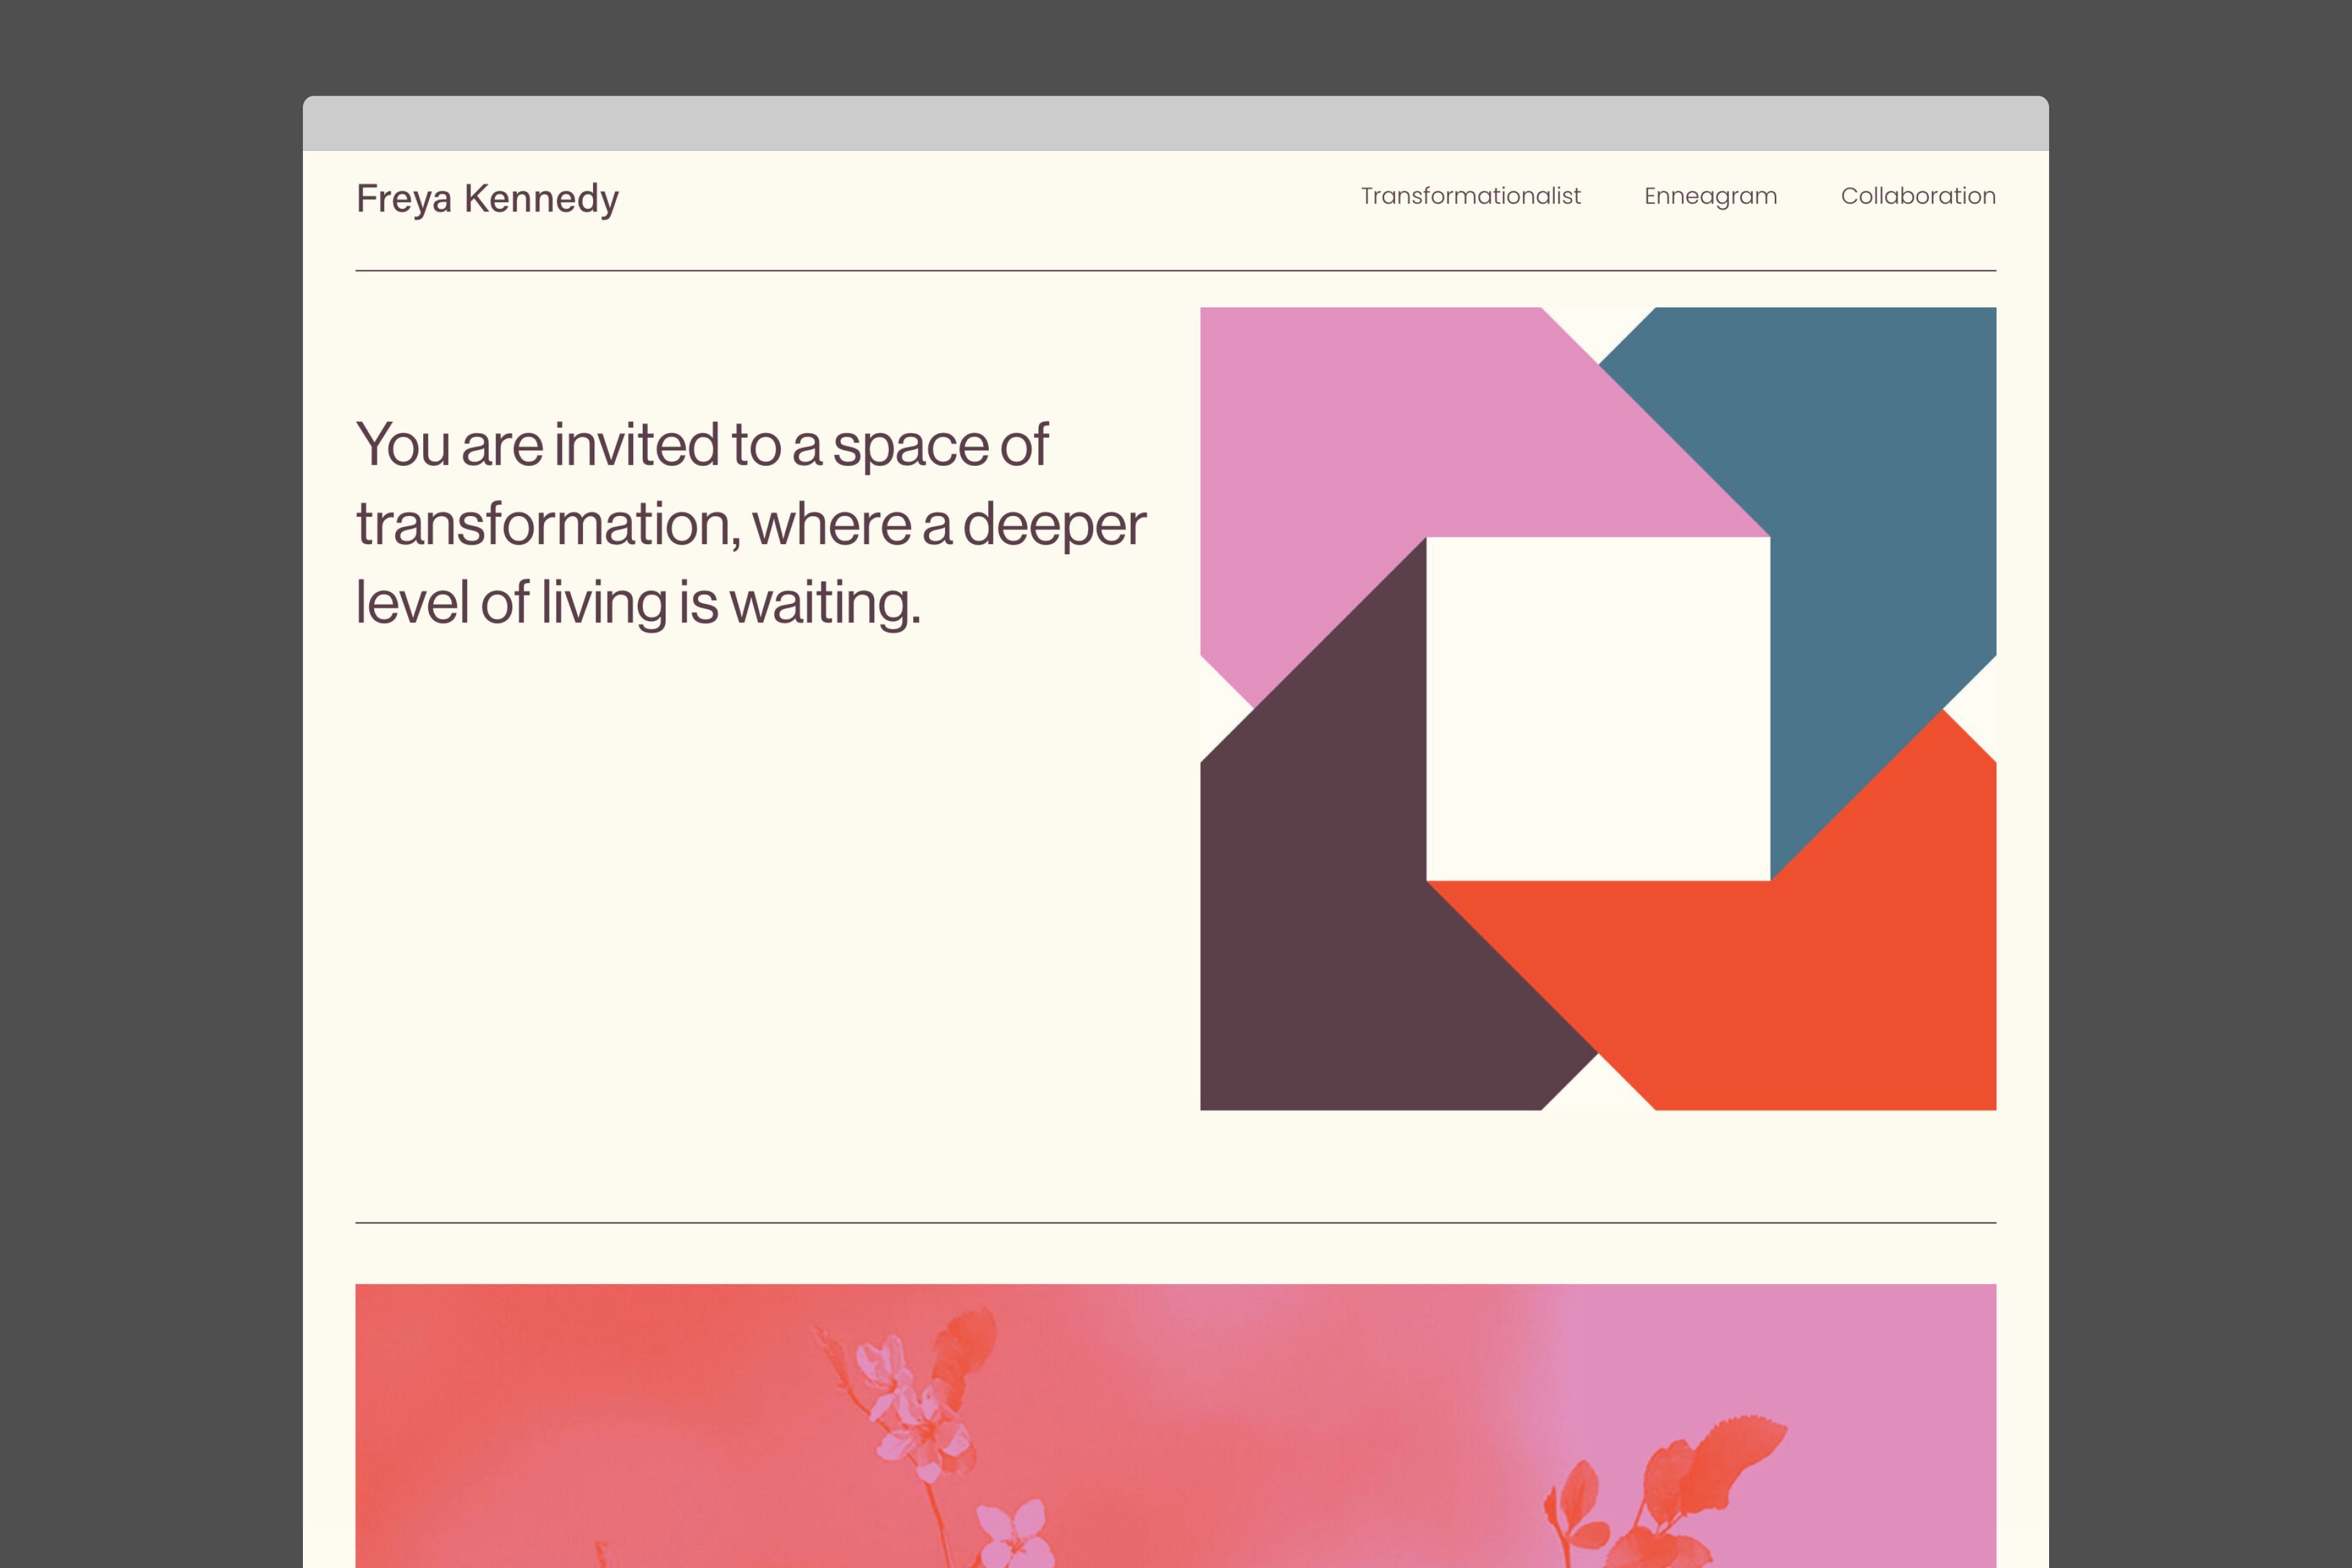 Freya Kennedy
Transformationalist Enneagram Collaboration
You are invited to a space of
transformation, where a deeper
level of living is waiting.